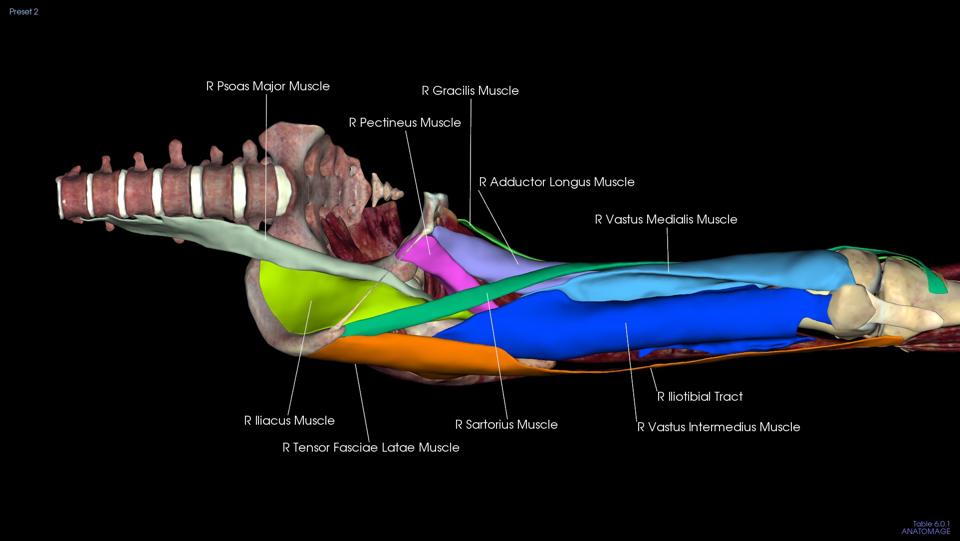 Preset 2
R Psoas Major Muscle
R Gracilis Muscle
R Pectineus Muscle
R Adductor Longus Muscle
R Vastus Medialis Muscle
R Iliotibial Tract
R Iliacus Muscle
R Sartorius Muscle
R Vastus Intermedius Muscle
R Tensor Fasciae Latae Muscle
Table 6.0.1
ANATOMAGE